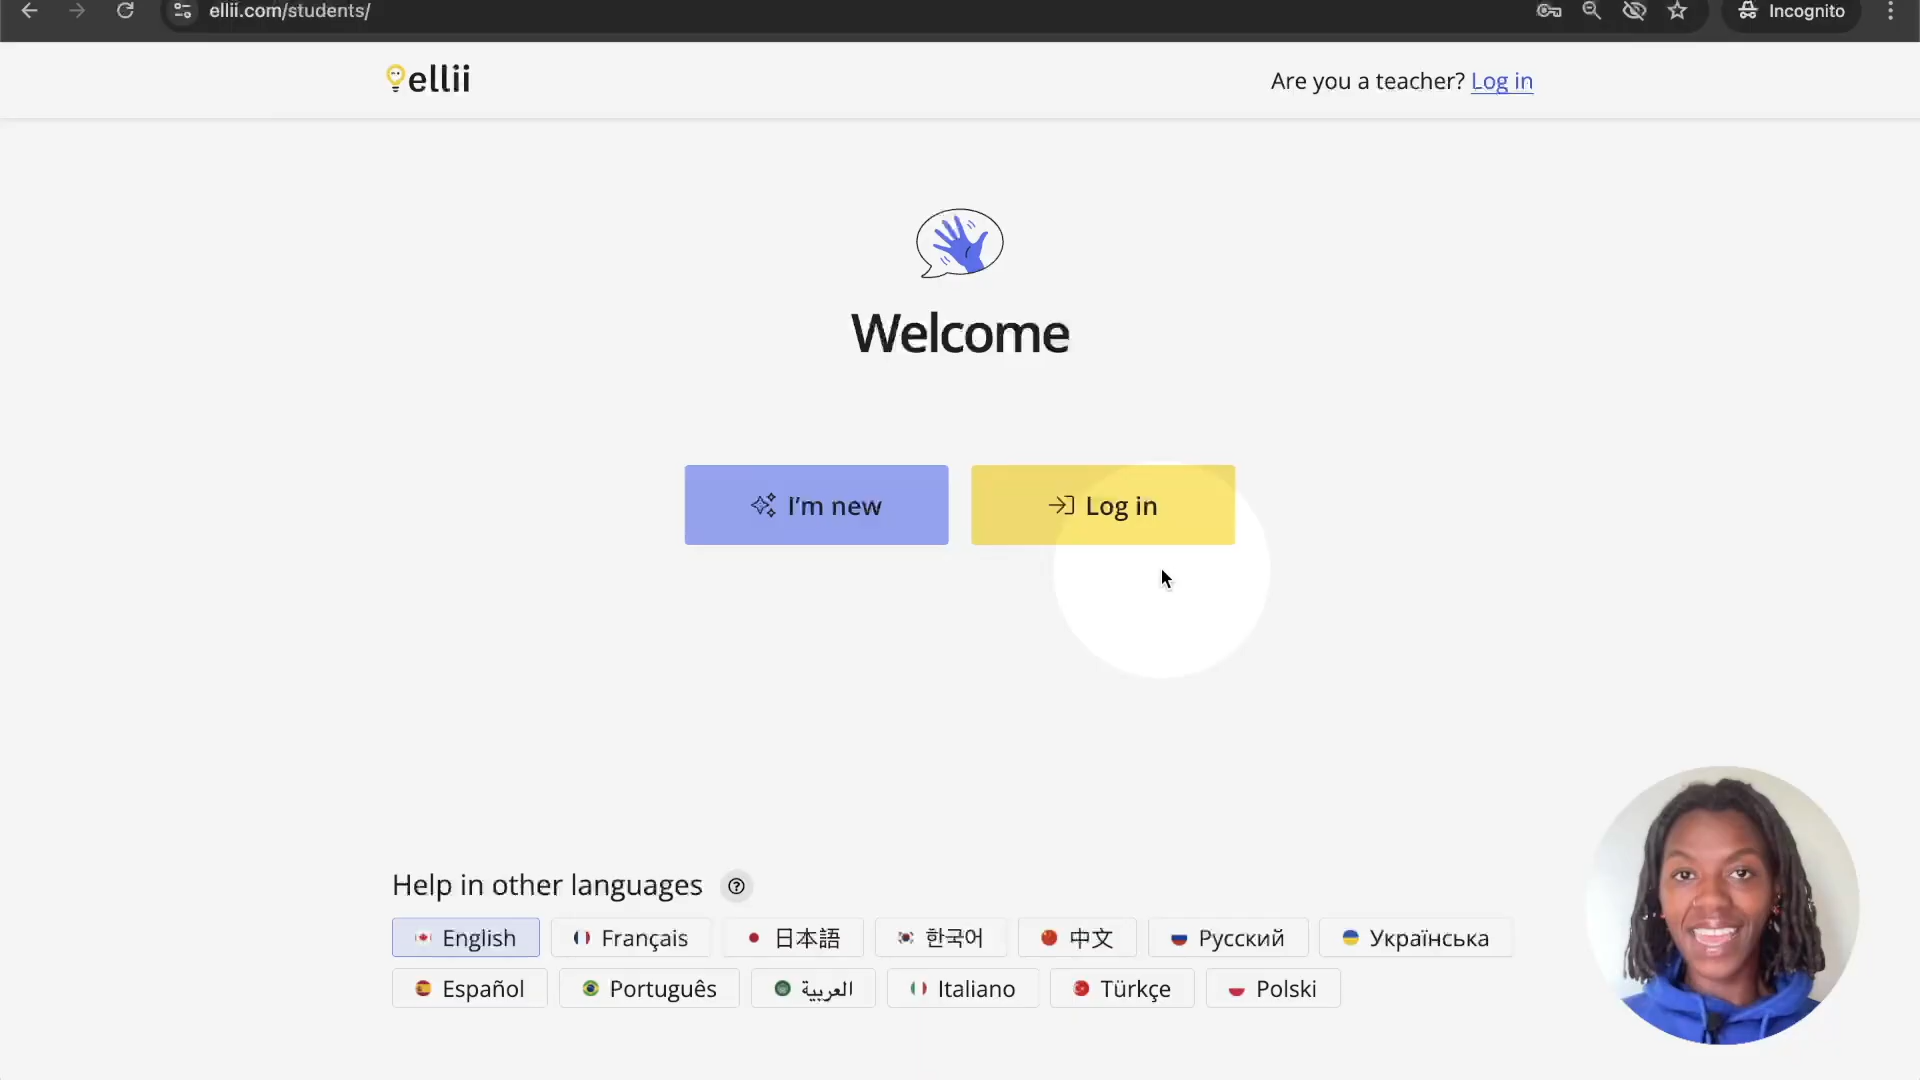 ellii.com/students/
Incognito
ellii
Are you a teacher? Log in
Welcome
I'm new
Log in
Help in other languages ?
English
Français
日本語
한국어
中文
Русский
Українська
Español
Português
العربية
Italiano
Türkçe
Polski